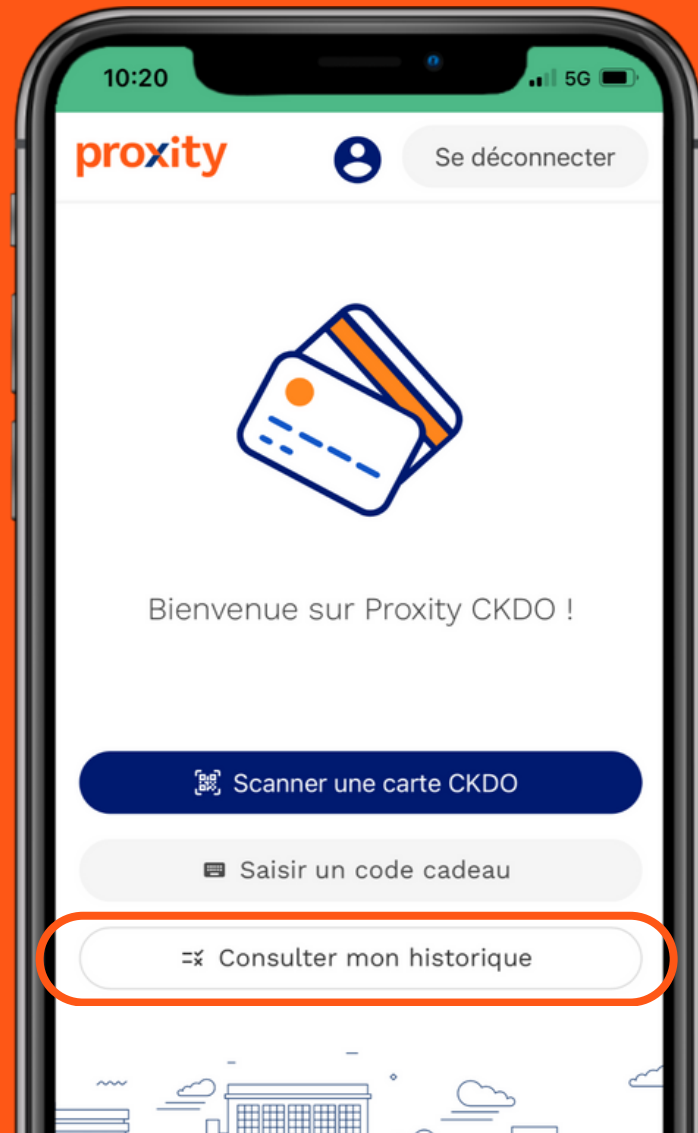 10:20
5G
proxity
Se déconnecter
Bienvenue sur Proxity CKDO !
Scanner une carte CKDO
Saisir un code cadeau
Consulter mon historique